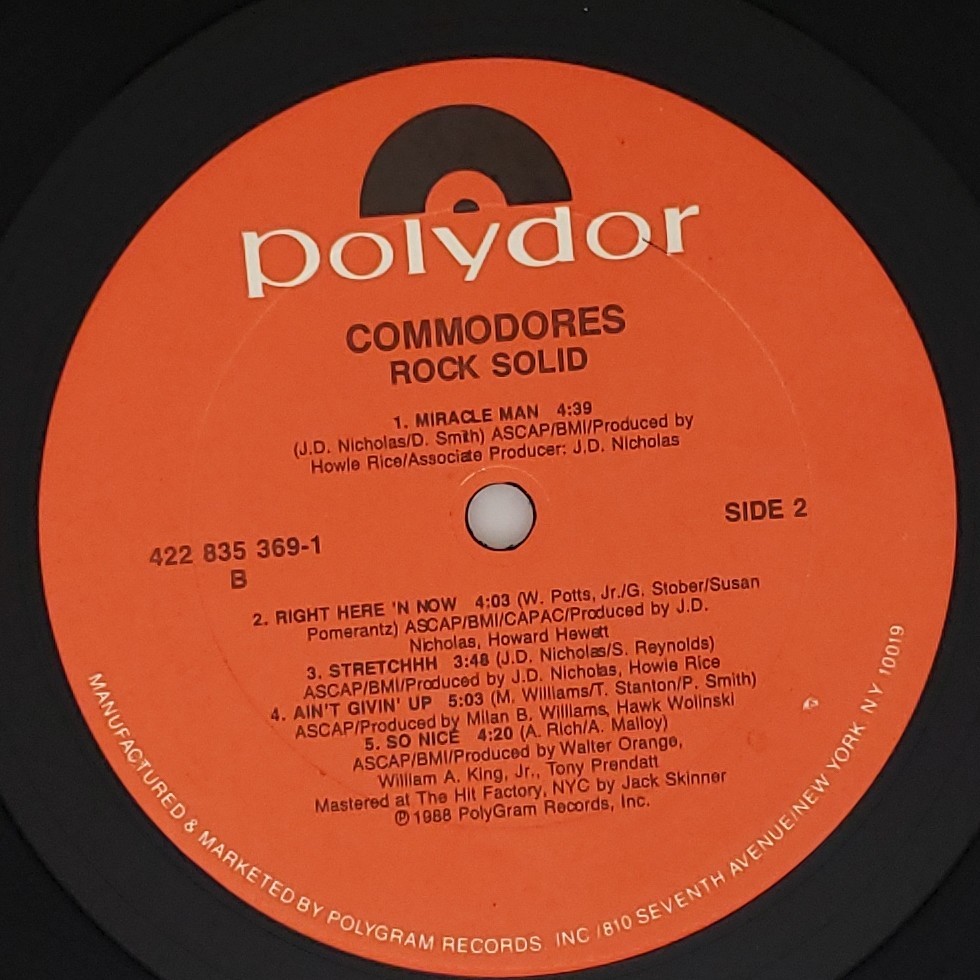 polydor
COMMODORES
ROCK SOLID
1. MIRACLE MAN 4:39
(J.D. Nicholas/D. Smith) ASCAP/BMI/Produced by
Howie Rice/Associate Producer: J.D. Nicholas
SIDE 2
422 835 369-1
B
2. RIGHT HERE 'N NOW 4:03 (W. Potts, Jr./G. Stober/Susan
Pomerantz) ASCAP/BMI/CAPAC/Produced by J.D.
Nicholas, Howard Hewett
3. STRETCHHH 3:48 (J.D. Nicholas/S. Reynolds)
ASCAP/BMI/Produced by J.D. Nicholas, Howie Rice
4. AIN'T GIVIN' UP 5:03 (M. Williams/T. Stanton/P. Smith)
ASCAP/Produced by Milan B. Williams, Hawk Wolinski
5. SO NICE 4:20 (A. Rich/A. Malloy)
ASCAP/BMI/Produced by Walter Orange,
William A. King, Jr., Tony Prendatt
Mastered at The Hit Factory, NYC by Jack Skinner
℗ 1988 PolyGram Records, Inc.
MANUFACTURED & MARKETED BY POLYGRAM RECORDS, INC /810 SEVENTH AVENUE/NEW YORK, N.Y 10019